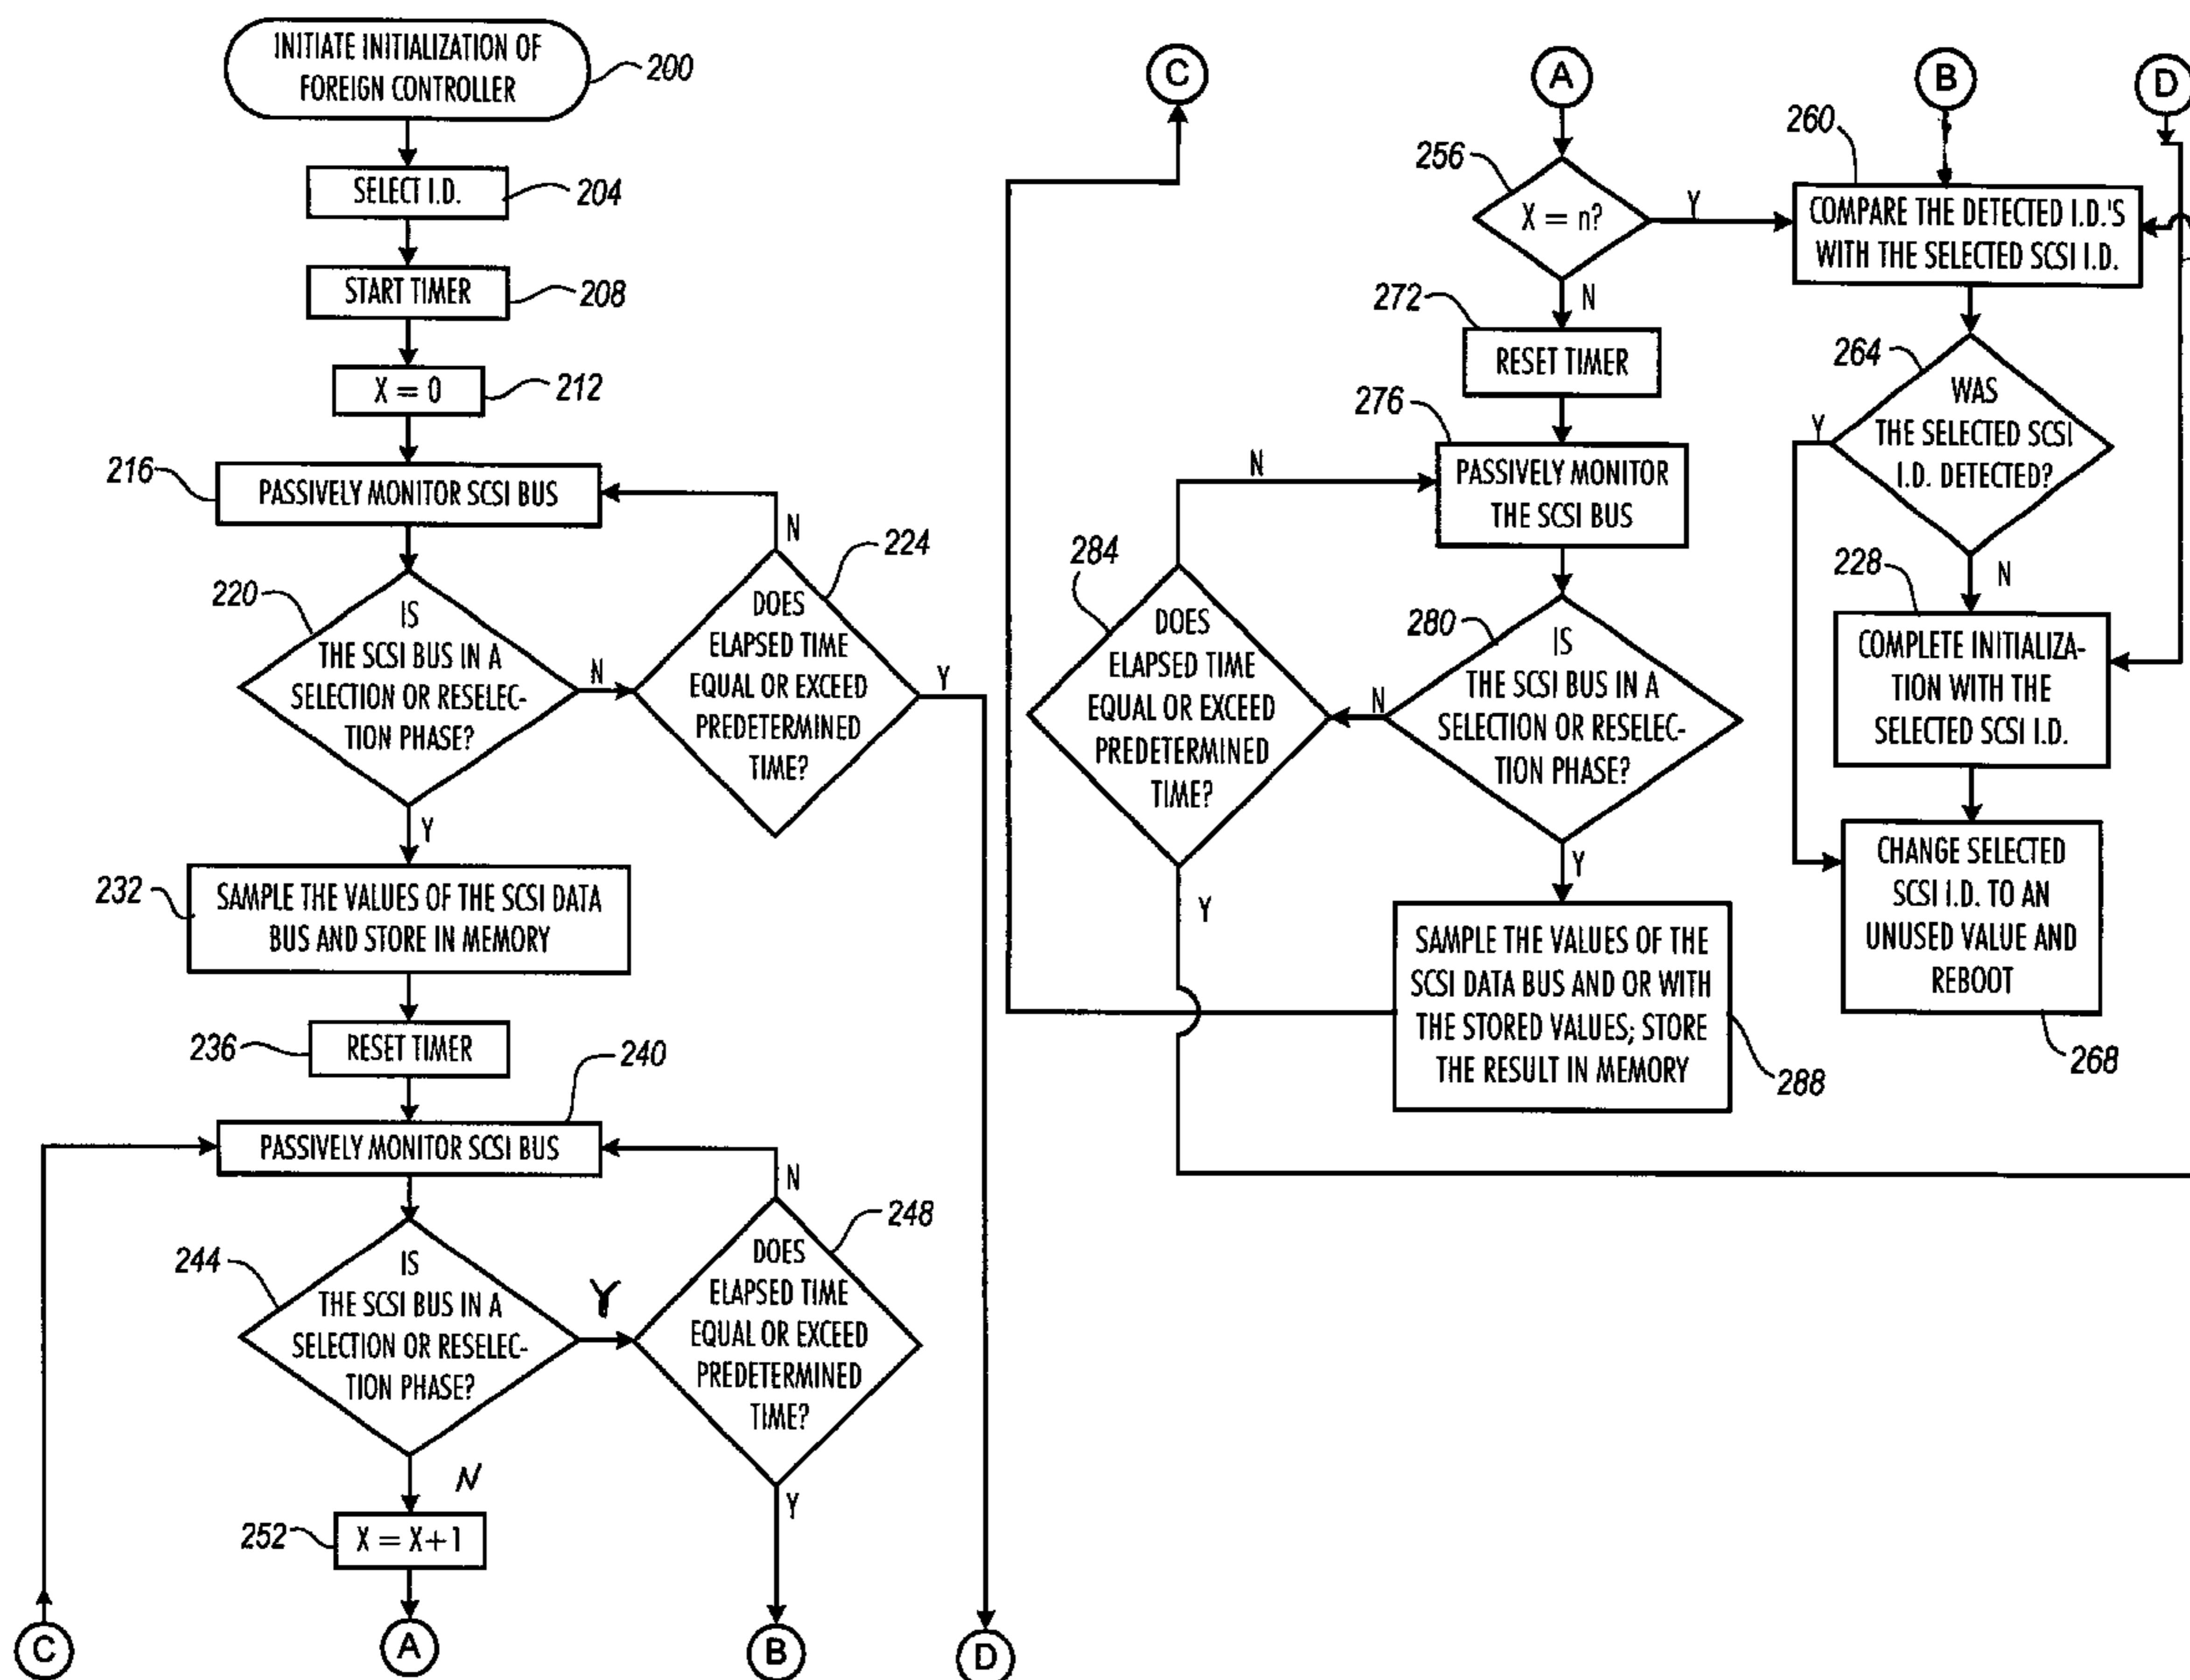 INITIATE INITIALIZATION OF
FOREIGN CONTROLLER
200
SELECT I.D.
204
START TIMER
208
X = 0
212
216
PASSIVELY MONITOR SCSI BUS
220
IS
THE SCSI BUS IN A
SELECTION OR RESELEC-
TION PHASE?
N
Y
224
DOES
ELAPSED TIME
EQUAL OR EXCEED
PREDETERMINED
TIME?
N
Y
232
SAMPLE THE VALUES OF THE SCSI DATA
BUS AND STORE IN MEMORY
236
RESET TIMER
240
PASSIVELY MONITOR SCSI BUS
244
IS
THE SCSI BUS IN A
SELECTION OR RESELEC-
TION PHASE?
Y
N
248
DOES
ELAPSED TIME
EQUAL OR EXCEED
PREDETERMINED
TIME?
N
Y
252
X = X+1
C
A
B
D
C
A
B
D
256
X = n?
Y
N
260
COMPARE THE DETECTED I.D.'S
WITH THE SELECTED SCSI I.D.
272
RESET TIMER
264
WAS
THE SELECTED SCSI
I.D. DETECTED?
Y
N
276
PASSIVELY MONITOR
THE SCSI BUS
N
284
DOES
ELAPSED TIME
EQUAL OR EXCEED
PREDETERMINED
TIME?
Y
280
IS
THE SCSI BUS IN A
SELECTION OR RESELEC-
TION PHASE?
N
Y
228
COMPLETE INITIALIZA-
TION WITH THE
SELECTED SCSI I.D.
CHANGE SELECTED
SCSI I.D. TO AN
UNUSED VALUE AND
REBOOT
268
SAMPLE THE VALUES OF THE
SCSI DATA BUS AND OR WITH
THE STORED VALUES; STORE
THE RESULT IN MEMORY
288